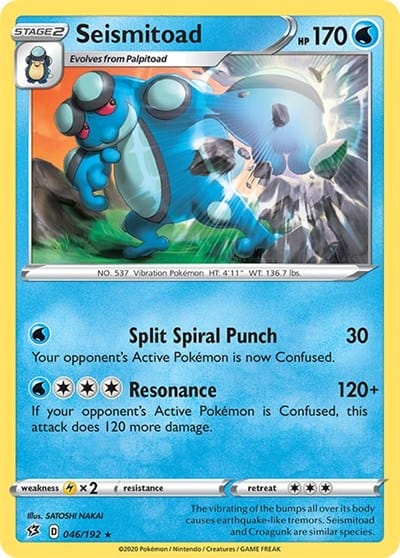 STAGE2 Seismitoad HP 170
Evolves from Palpitoad
NO. 537 Vibration Pokémon HT: 4'11" WT: 136.7 lbs.
Split Spiral Punch 30
Your opponent's Active Pokémon is now Confused.
Resonance 120+
If your opponent's Active Pokémon is Confused, this
attack does 120 more damage.
weakness ×2 resistance retreat
Illus. SATOSHI NAKAI
D 046/192 ★
The vibrating of the bumps all over its body
causes earthquake-like tremors. Seismitoad
and Croagunk are similar species.
©2020 Pokémon / Nintendo / Creatures / GAME FREAK